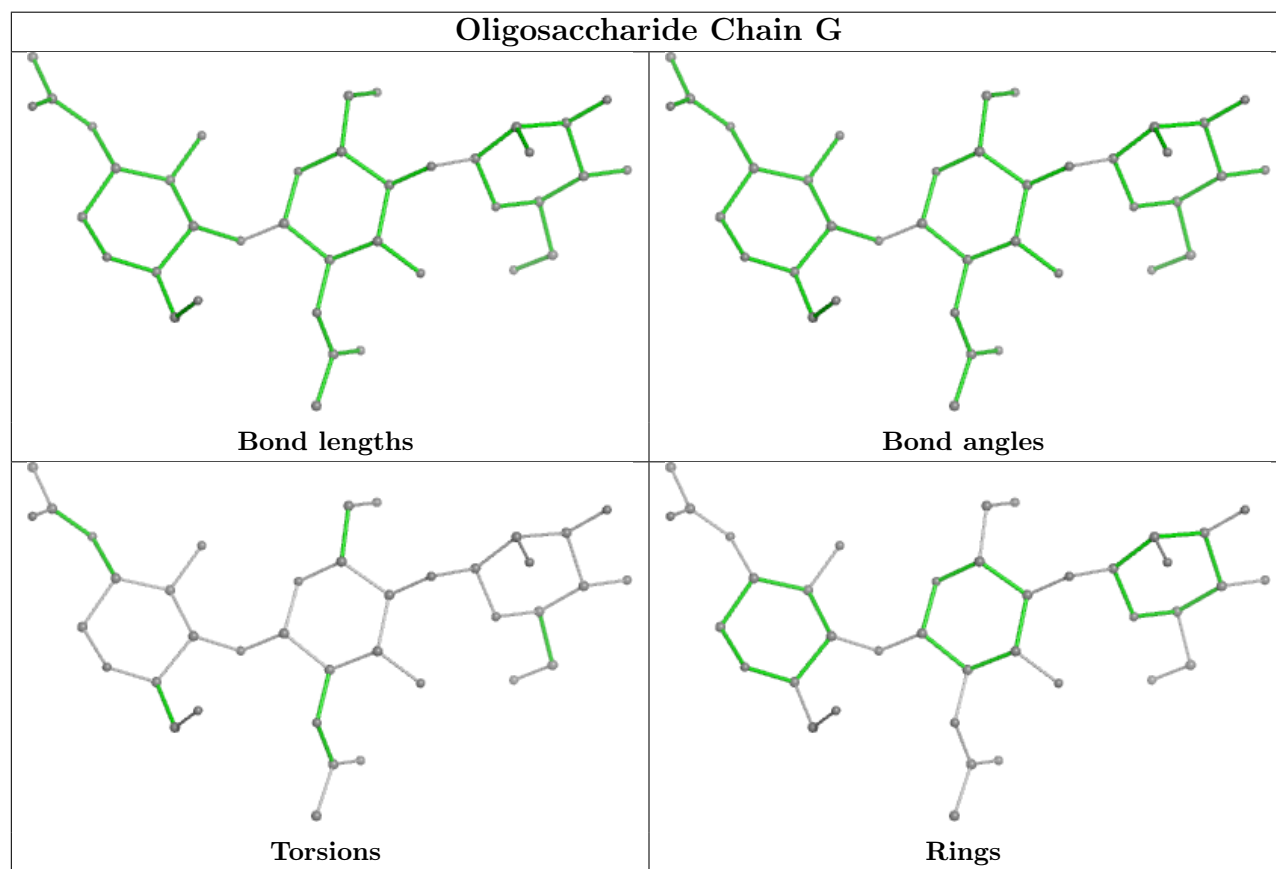 Oligosaccharide Chain G
Bond lengths
Bond angles
Torsions
Rings